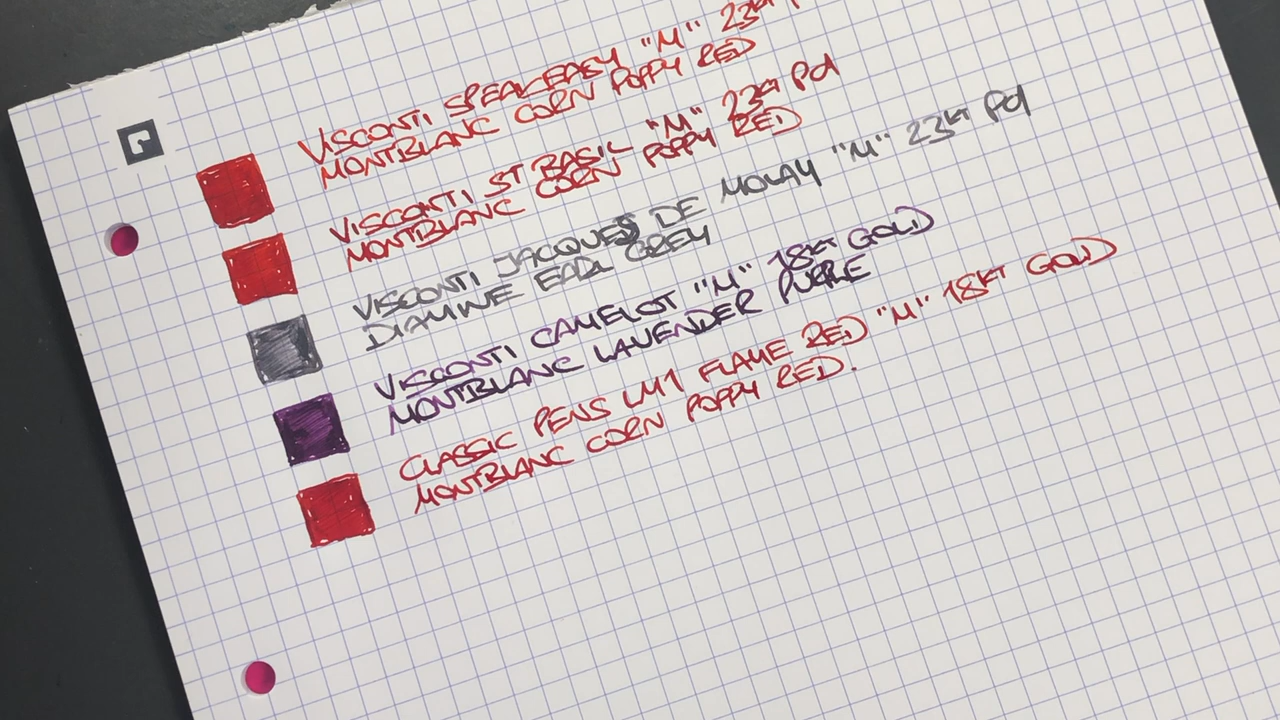 VISCONTI SPEAKEASY "M" 23KT
MONTBLANC CORN POPPY RED
VISCONTI ST BASIL "M" 23KT Pd
MONTBLANC CORN POPPY RED
VISCONTI JACQUES DE MOLAY "M" 23KT Pd
DIAMINE EARL GREY
VISCONTI CAMELOT "M" 18KT GOLD
MONTBLANC LAVENDER PURPLE
CLASSIC PENS LM1 FLAME RED "M" 18KT GOLD
MONTBLANC CORN POPPY RED.